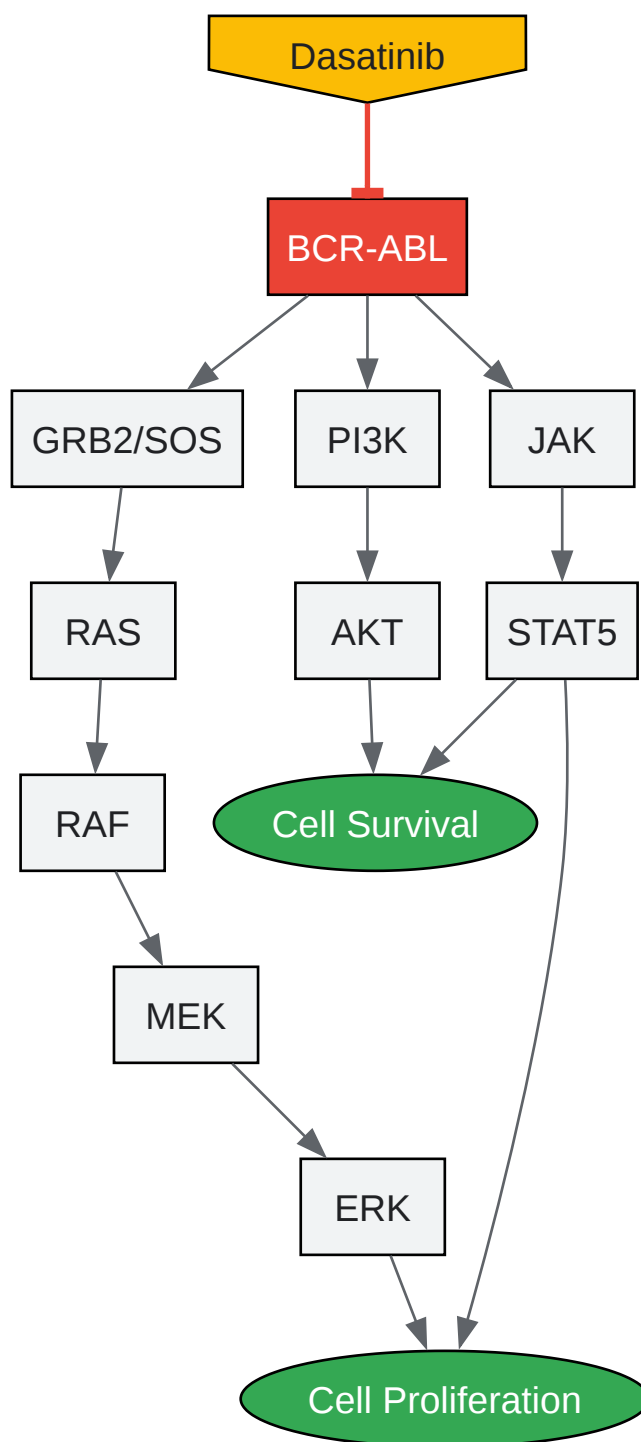 Dasatinib
BCR-ABL
GRB2/SOS
PI3K
JAK
RAS
AKT
STAT5
RAF
Cell Survival
MEK
ERK
Cell Proliferation